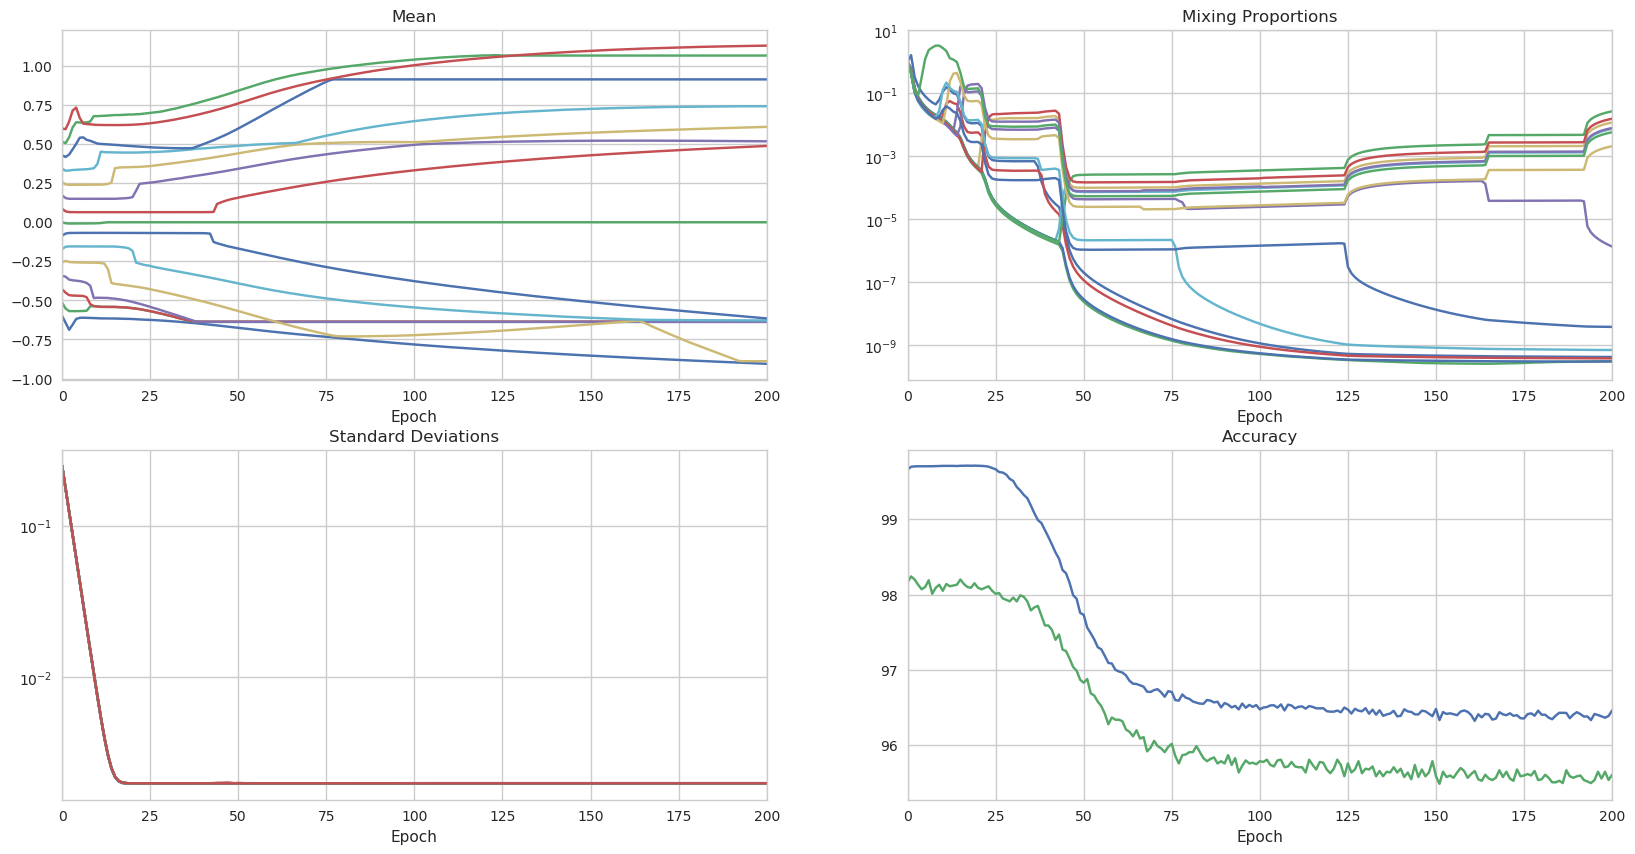 Mean
1.00
0.75
0.50
0.25
0.00
−0.25
−0.50
−0.75
−1.00
0 25 50 75 100 125 150 175 200
Epoch
Mixing Proportions
10^1
10^−1
10^−3
10^−5
10^−7
10^−9
0 25 50 75 100 125 150 175 200
Epoch
Standard Deviations
10^−1
10^−2
0 25 50 75 100 125 150 175 200
Epoch
Accuracy
99
98
97
96
0 25 50 75 100 125 150 175 200
Epoch